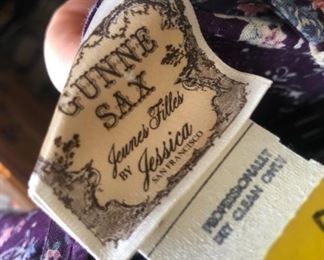 GUNNE
SAX
Jeunes Filles
BY
Jessica
SAN FRANCISCO
PROFESSIONALLY
DRY CLEAN ONLY